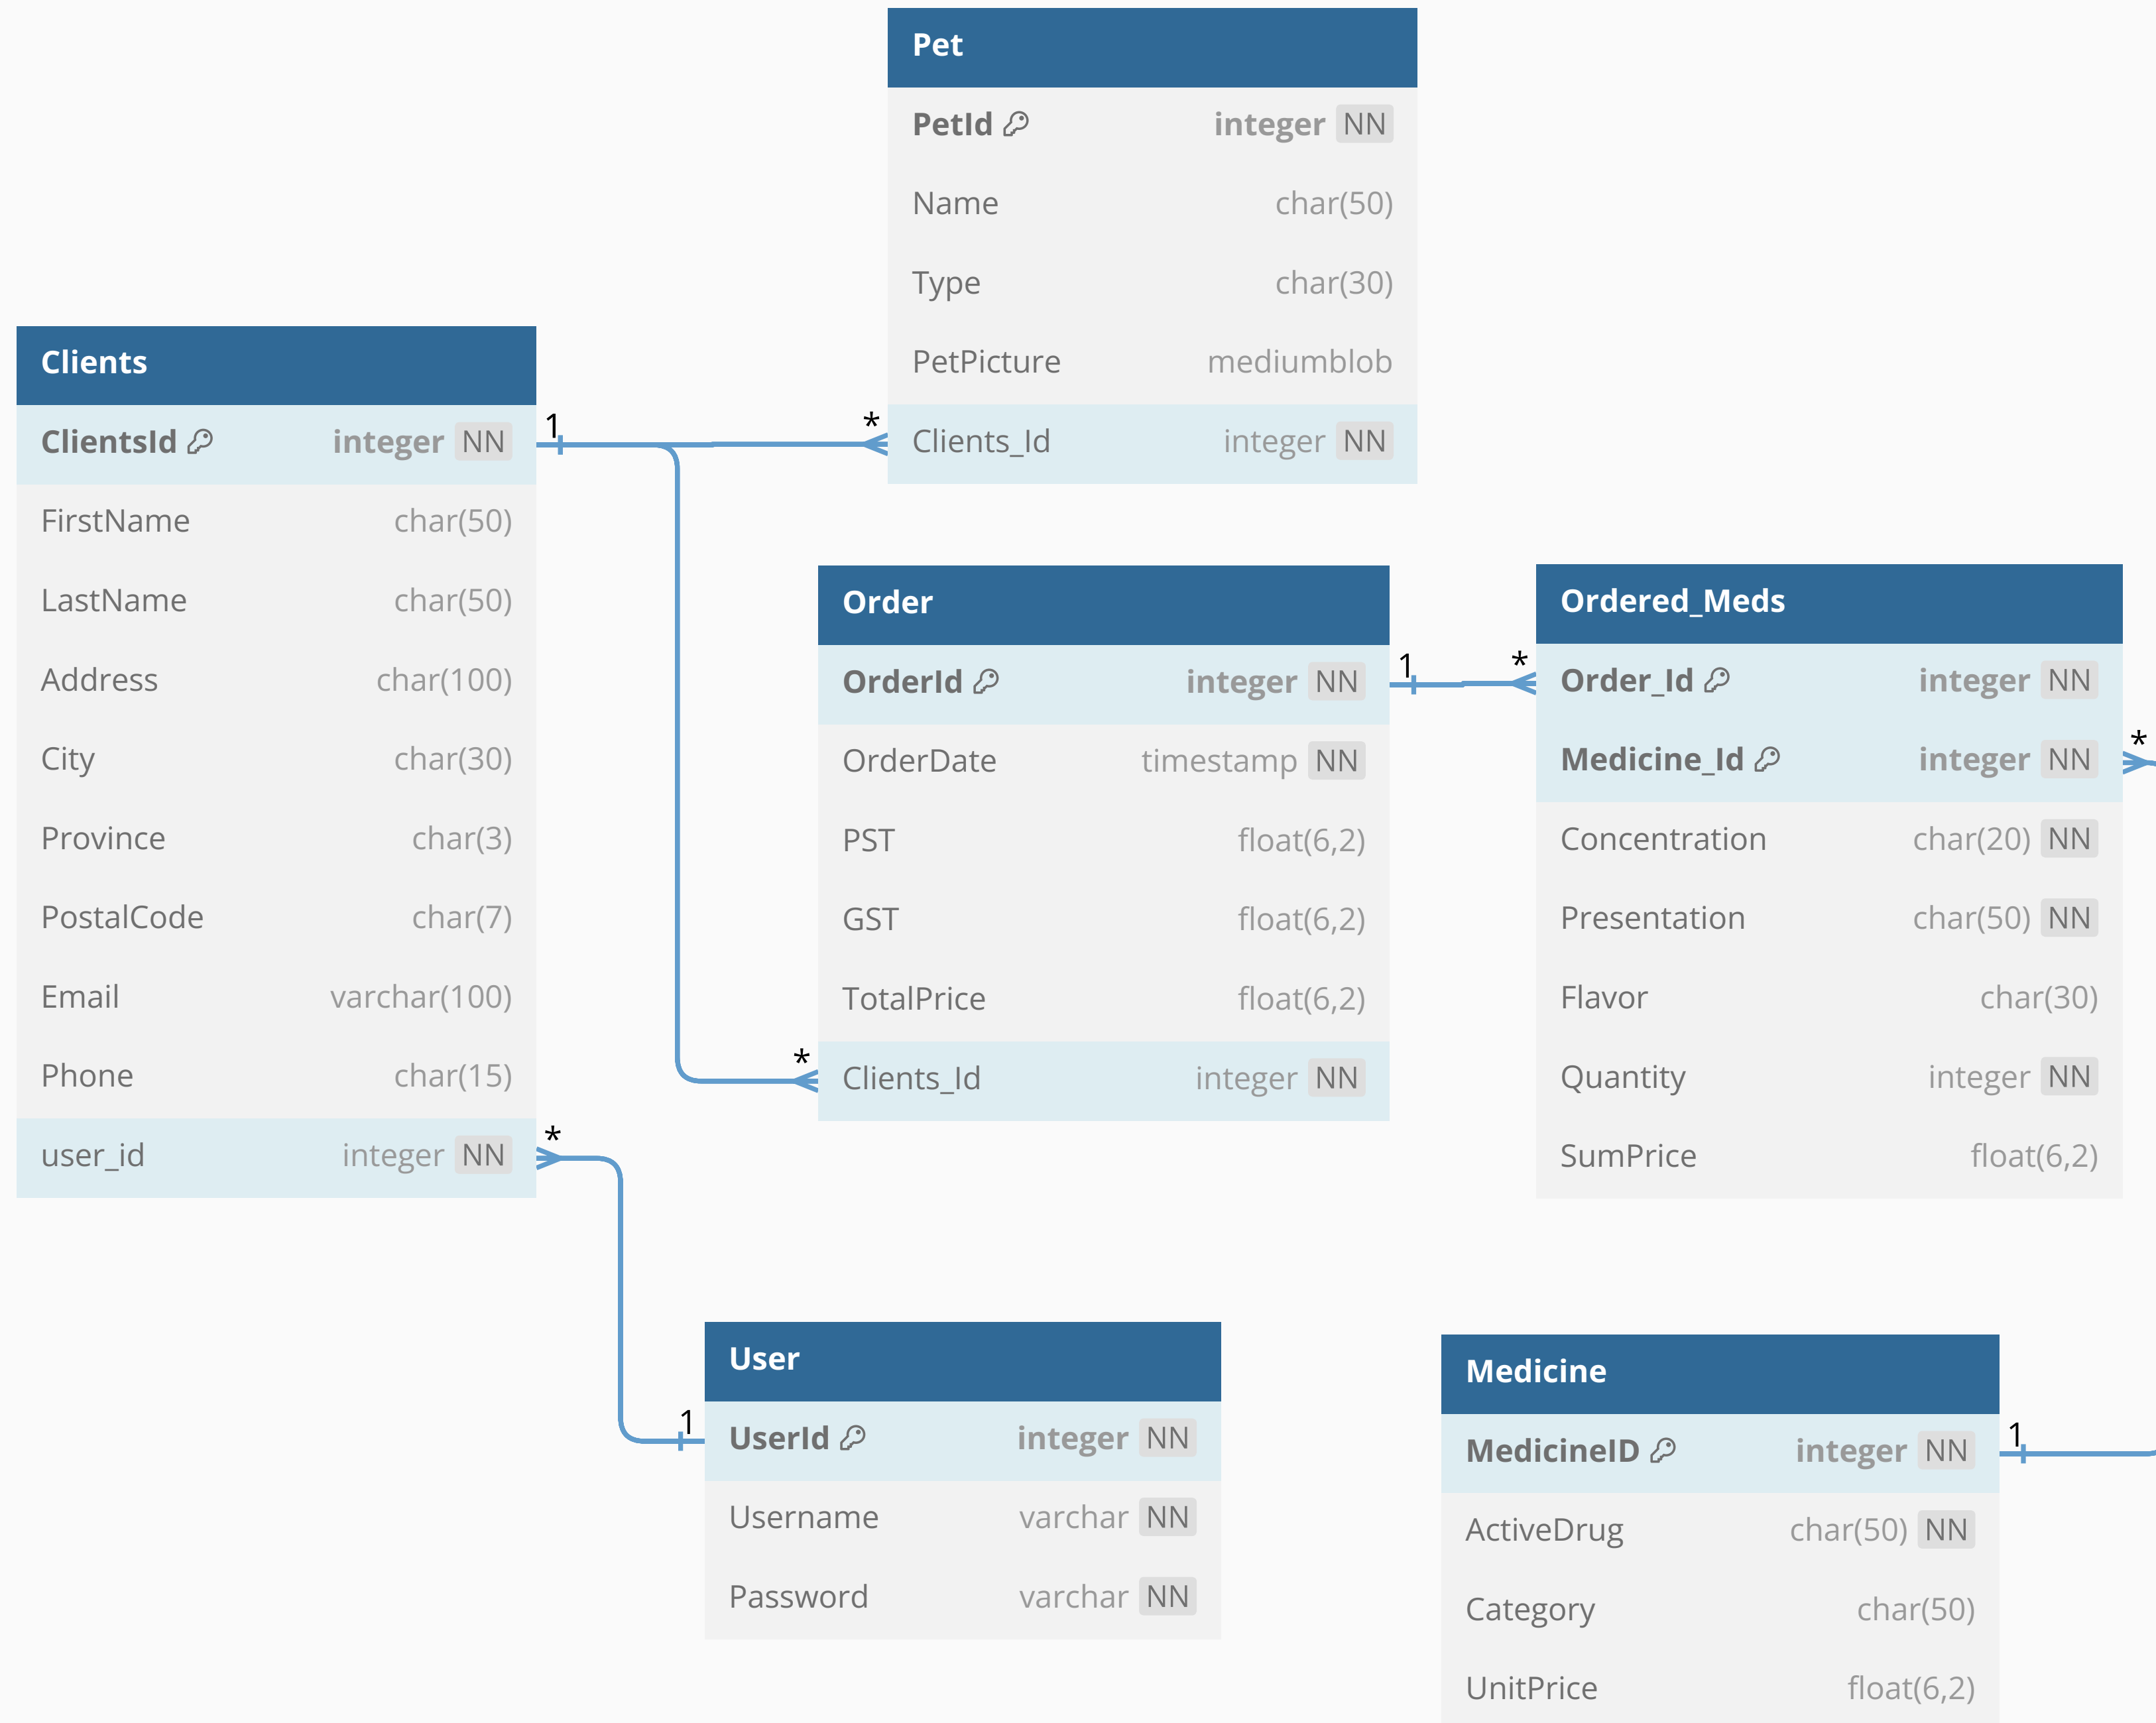 Pet
PetId integer NN
Name char(50)
Type char(30)
PetPicture mediumblob
Clients_Id integer NN
Clients
ClientsId integer NN
FirstName char(50)
LastName char(50)
Address char(100)
City char(30)
Province char(3)
PostalCode char(7)
Email varchar(100)
Phone char(15)
user_id integer NN
1
*
*
*
1
Order
OrderId integer NN
OrderDate timestamp NN
PST float(6,2)
GST float(6,2)
TotalPrice float(6,2)
Clients_Id integer NN
1
*
*
Ordered_Meds
Order_Id integer NN
Medicine_Id integer NN
Concentration char(20) NN
Presentation char(50) NN
Flavor char(30)
Quantity integer NN
SumPrice float(6,2)
User
UserId integer NN
Username varchar NN
Password varchar NN
Medicine
MedicineID integer NN
ActiveDrug char(50) NN
Category char(50)
UnitPrice float(6,2)
1